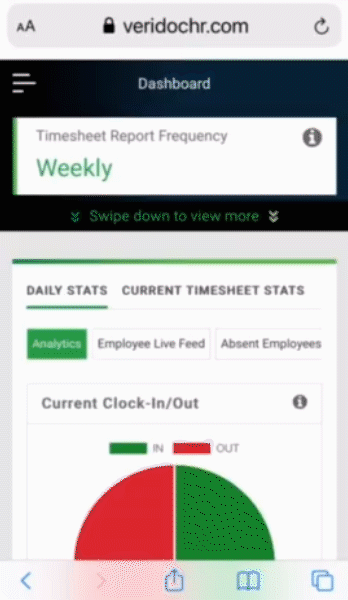 AA veridochr.com
Dashboard
Timesheet Report Frequency
Weekly
Swipe down to view more
DAILY STATS CURRENT TIMESHEET STATS
Analytics Employee Live Feed Absent Employees
Current Clock-In/Out
IN OUT